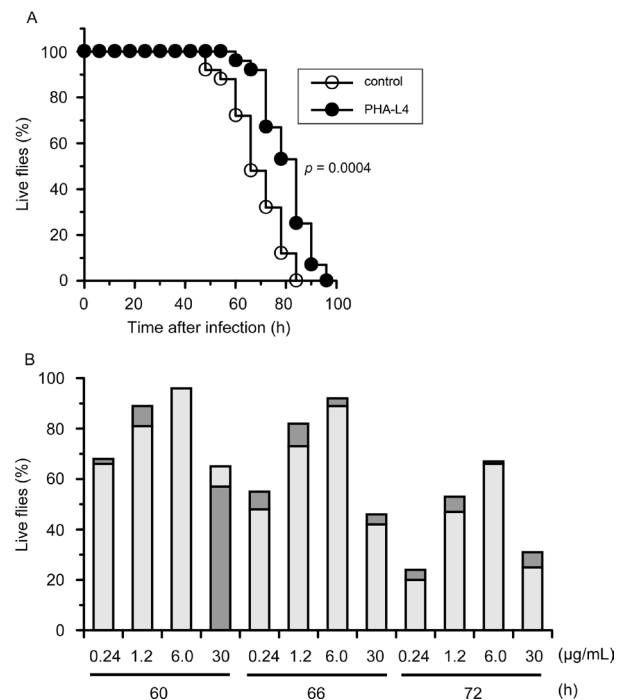 A
Live flies (%)
100
80
60
40
20
0
0 20 40 60 80 100
Time after infection (h)
control
PHA-L4
p = 0.0004
B
Live flies (%)
100
80
60
40
20
0
0.24 1.2 6.0 30 0.24 1.2 6.0 30 0.24 1.2 6.0 30 (μg/mL)
60 66 72 (h)